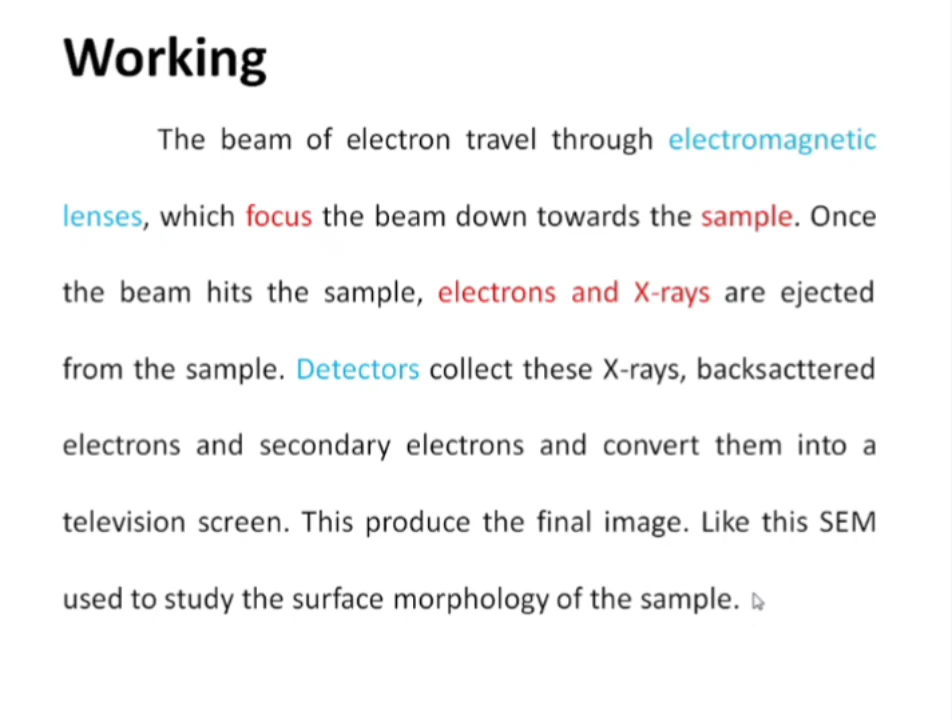 Working
The beam of electron travel through electromagnetic
lenses, which focus the beam down towards the sample. Once
the beam hits the sample, electrons and X-rays are ejected
from the sample. Detectors collect these X-rays, backsacttered
electrons and secondary electrons and convert them into a
television screen. This produce the final image. Like this SEM
used to study the surface morphology of the sample.